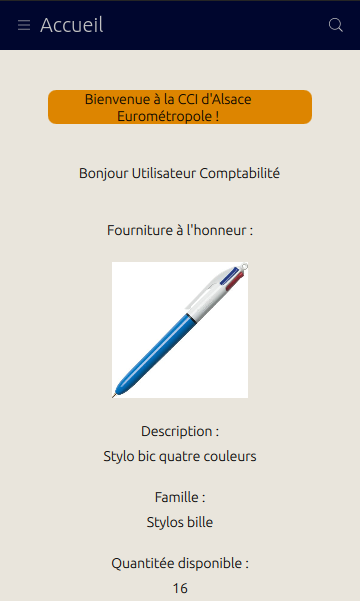 Accueil
Bienvenue à la CCI d'Alsace
Eurométropole !
Bonjour Utilisateur Comptabilité
Fourniture à l'honneur :
Description :
Stylo bic quatre couleurs
Famille :
Stylos bille
Quantitée disponible :
16